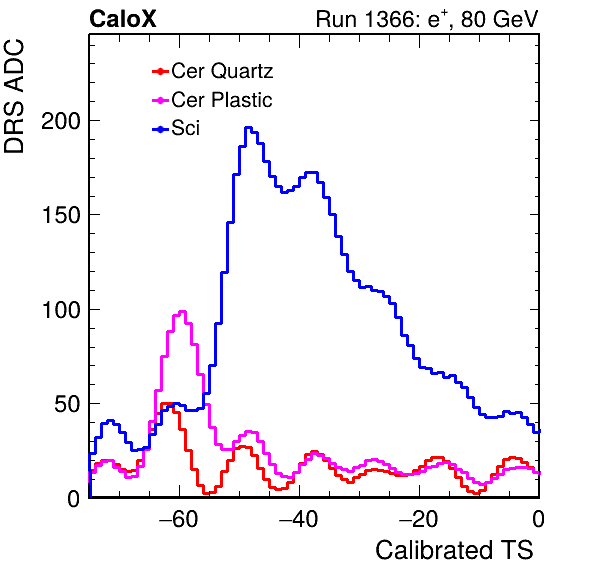 CaloX Run 1366: e⁺, 80 GeV
DRS ADC
Cer Quartz
Cer Plastic
Sci
200
150
100
50
0
−60 −40 −20 0
Calibrated TS